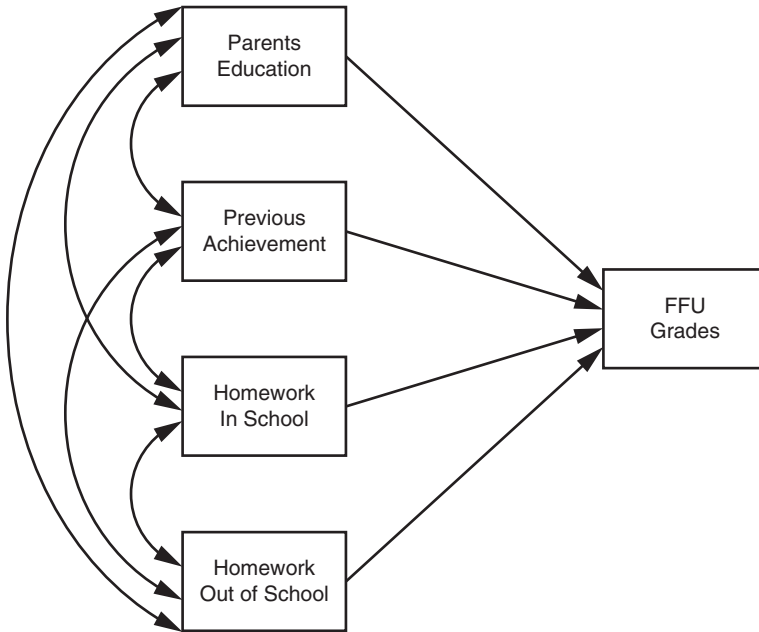 Parents
Education
Previous
Achievement
FFU
Grades
Homework
In School
Homework
Out of School